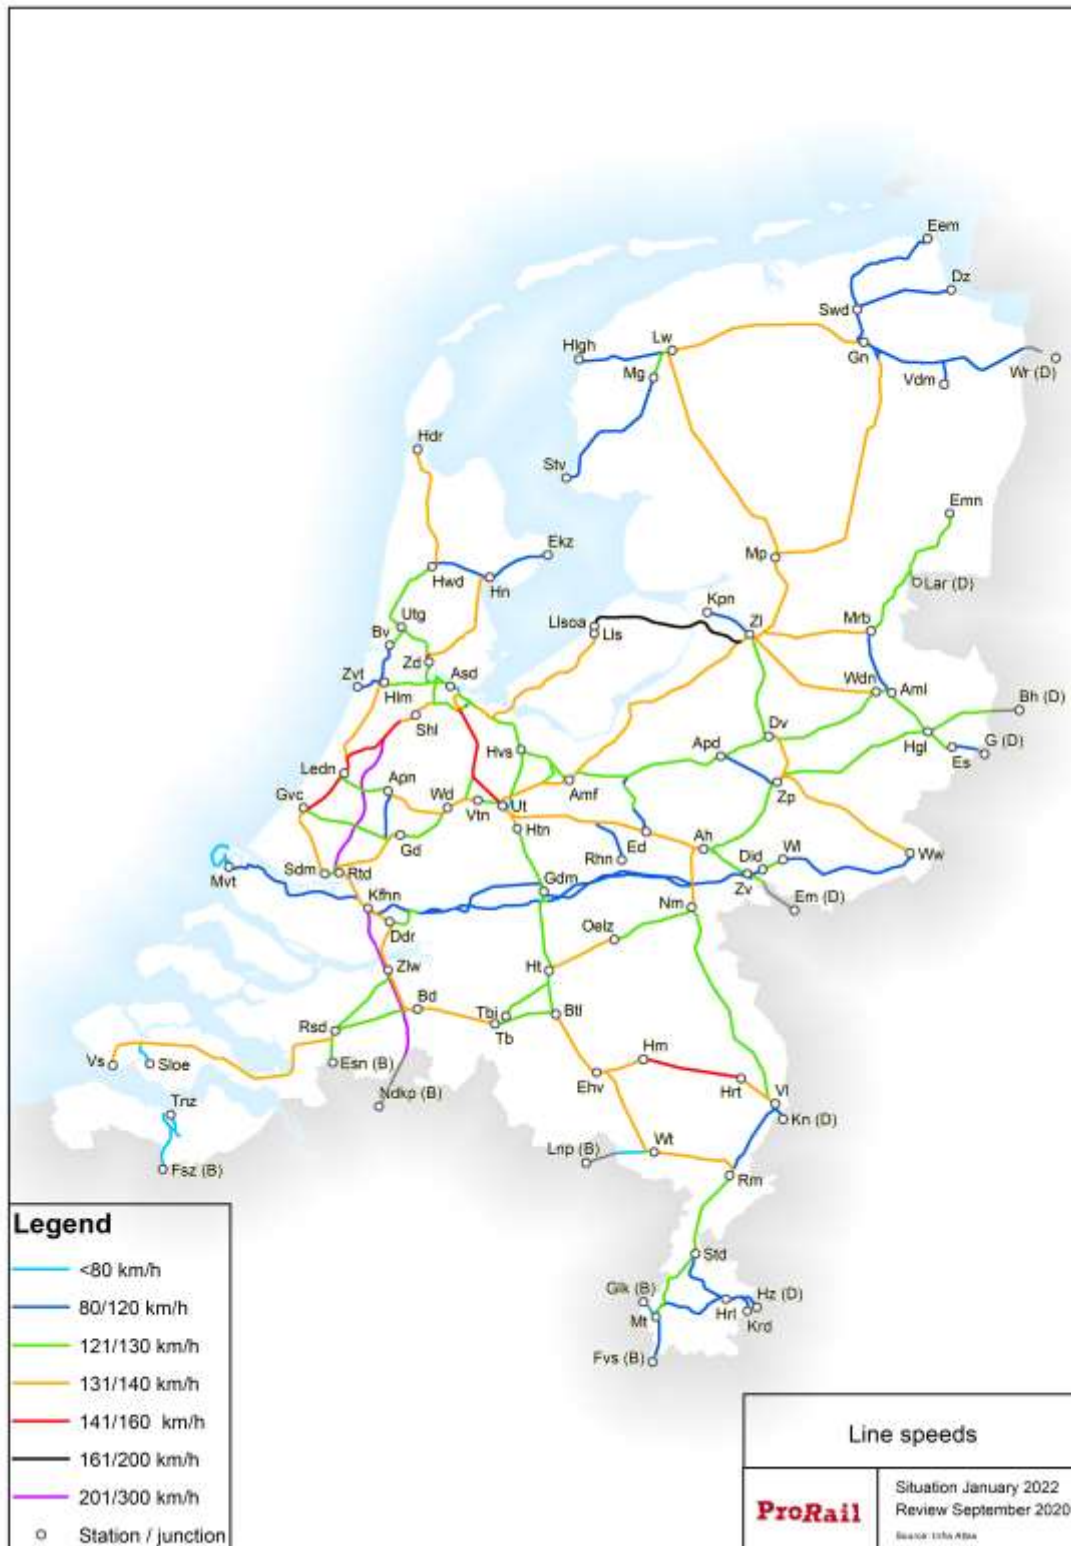 Eem
Dz
Swd
Lw
Hlgh
Gn
Mg
Vdm
Wr (D)
Hdr
Stv
Emn
Ekz
Mp
Hwd
Hn
Lar (D)
Kpn
Utg
Lisoa
Lls
Zl
Mrb
Bv
Zd
Zvt
Asd
Wdn
Aml
Hlm
Bh (D)
Shl
Dv
Hvs
Apd
Hgl
G (D)
Es
Ledn
Apn
Amf
Zp
Gvc
Wd
Vtn
Ut
Htn
Gd
Ed
Ah
Rhn
Did
Wl
Ww
Sdm
Rtd
Mvt
Gdm
Zv
Em (D)
Kfhn
Nm
Ddr
Oelz
Zlw
Ht
Bd
Tbi
Btl
Rsd
Tb
Hm
Vs
Sloe
Esn (B)
Ehv
Hrt
Vl
Ndkp (B)
Tnz
Kn (D)
Wt
Lnp (B)
Fsz (B)
Rm
Std
Glk (B)
Hz (D)
Mt
Hrl
Krd
Fvs (B)
Legend
<80 km/h
80/120 km/h
121/130 km/h
131/140 km/h
141/160 km/h
161/200 km/h
201/300 km/h
Station / junction
Line speeds
ProRail
Situation January 2022
Review September 2020
Source: Infra Atlas